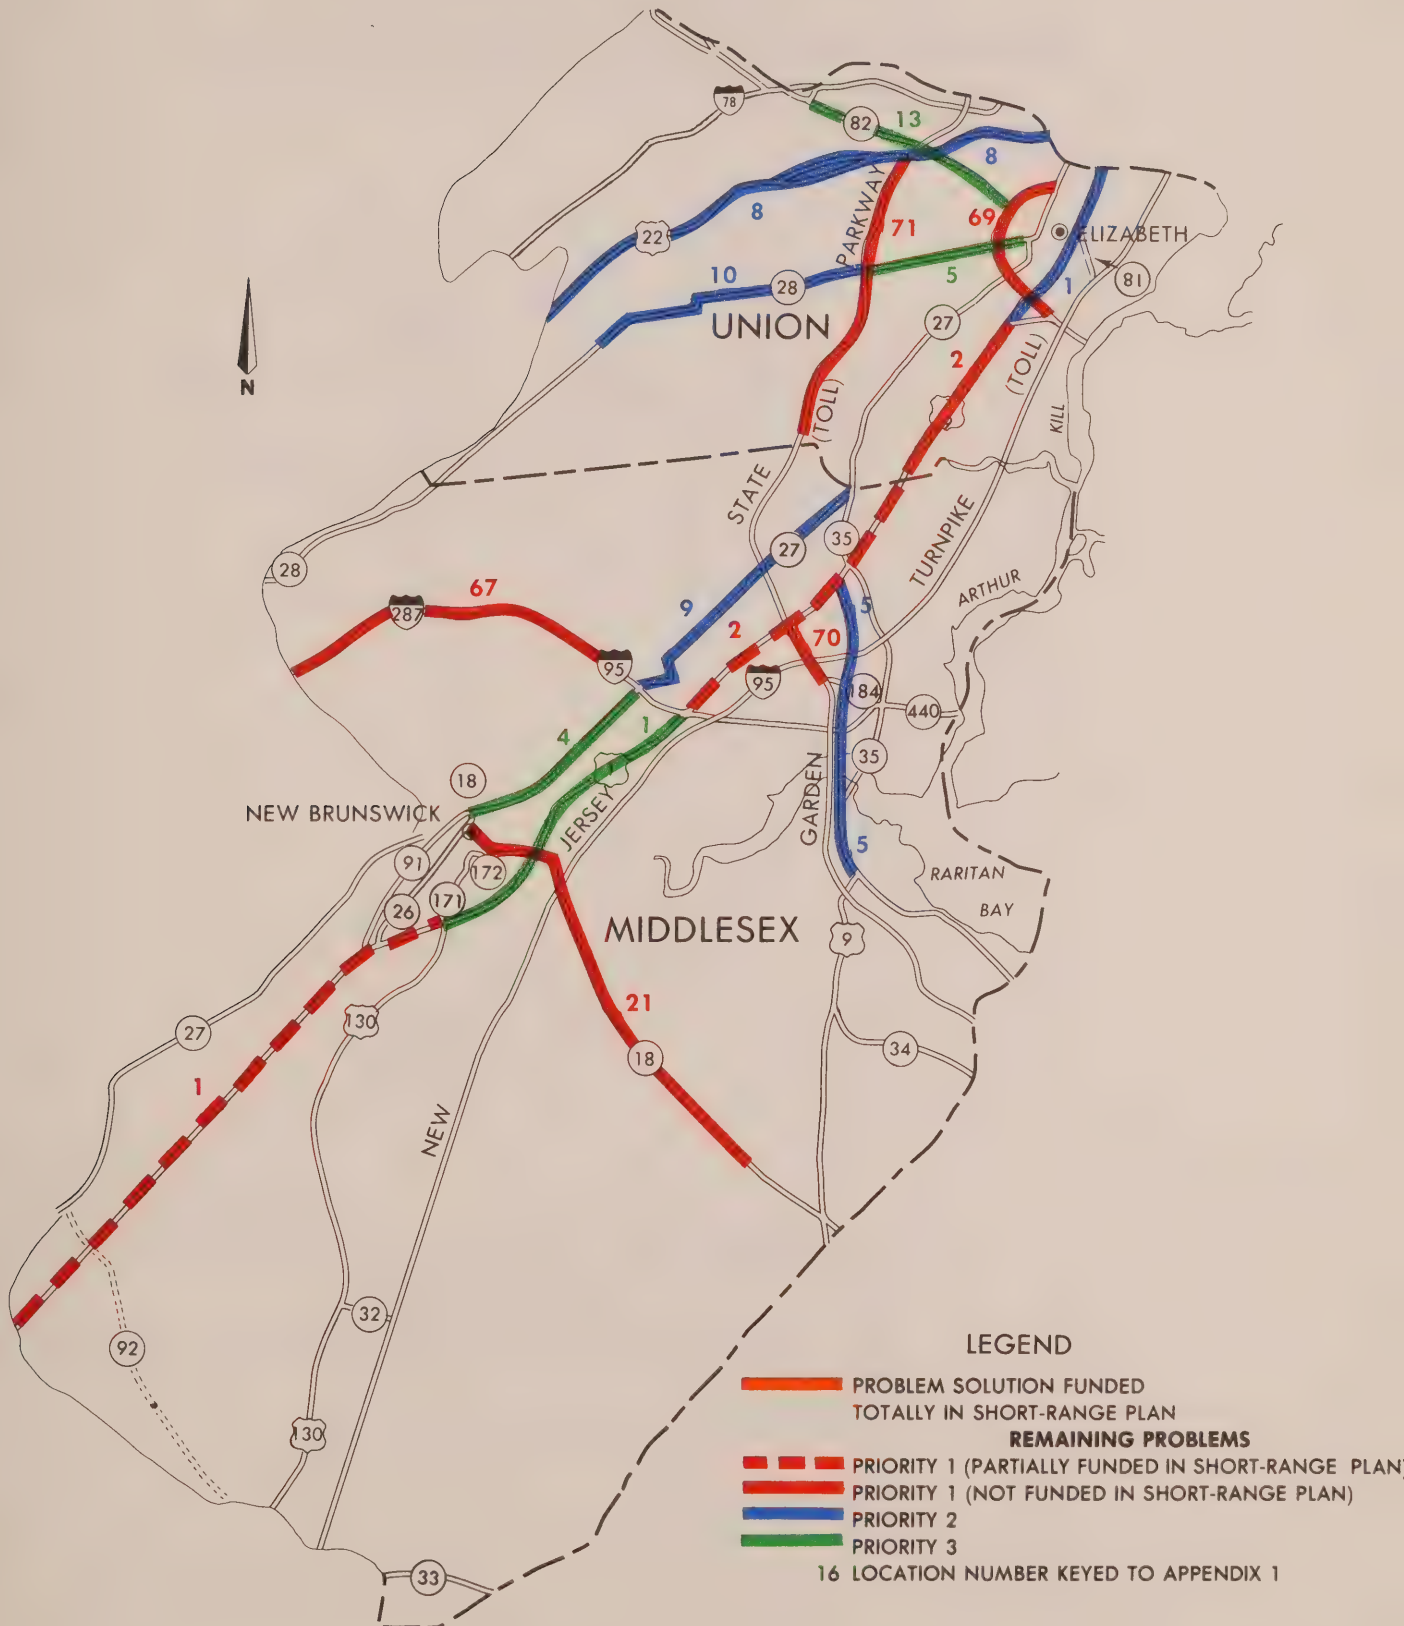 78
82
13
8
8
22
PARKWAY
71
69
ELIZABETH
10
28
5
1
81
UNION
27
2
(TOLL)
(TOLL)
KILL
N
STATE
27
35
TURNPIKE
ARTHUR
28
67
287
9
5
2
70
95
95
184
440
4
1
35
18
GARDEN
NEW BRUNSWICK
JERSEY
1
5
91
172
RARITAN
171
26
BAY
MIDDLESEX
9
21
130
27
18
34
1
NEW
32
92
130
33
LEGEND
PROBLEM SOLUTION FUNDED
TOTALLY IN SHORT-RANGE PLAN
REMAINING PROBLEMS
PRIORITY 1 (PARTIALLY FUNDED IN SHORT-RANGE PLAN)
PRIORITY 1 (NOT FUNDED IN SHORT-RANGE PLAN)
PRIORITY 2
PRIORITY 3
16 LOCATION NUMBER KEYED TO APPENDIX 1